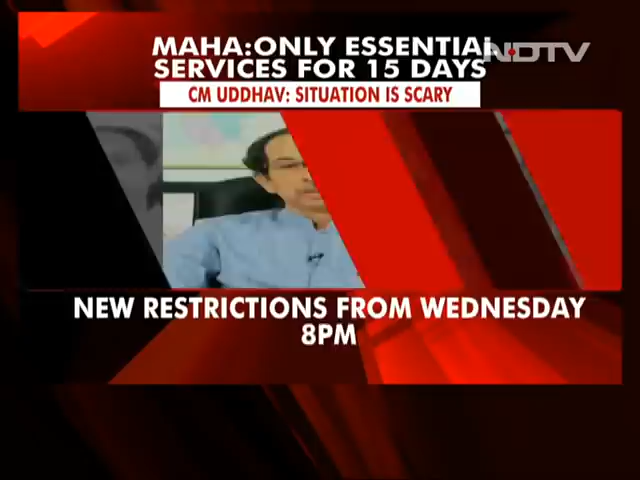 MAHA:ONLY ESSENTIAL
NDTV
SERVICES FOR 15 DAYS
CM UDDHAV: SITUATION IS SCARY
NEW RESTRICTIONS FROM WEDNESDAY
8PM